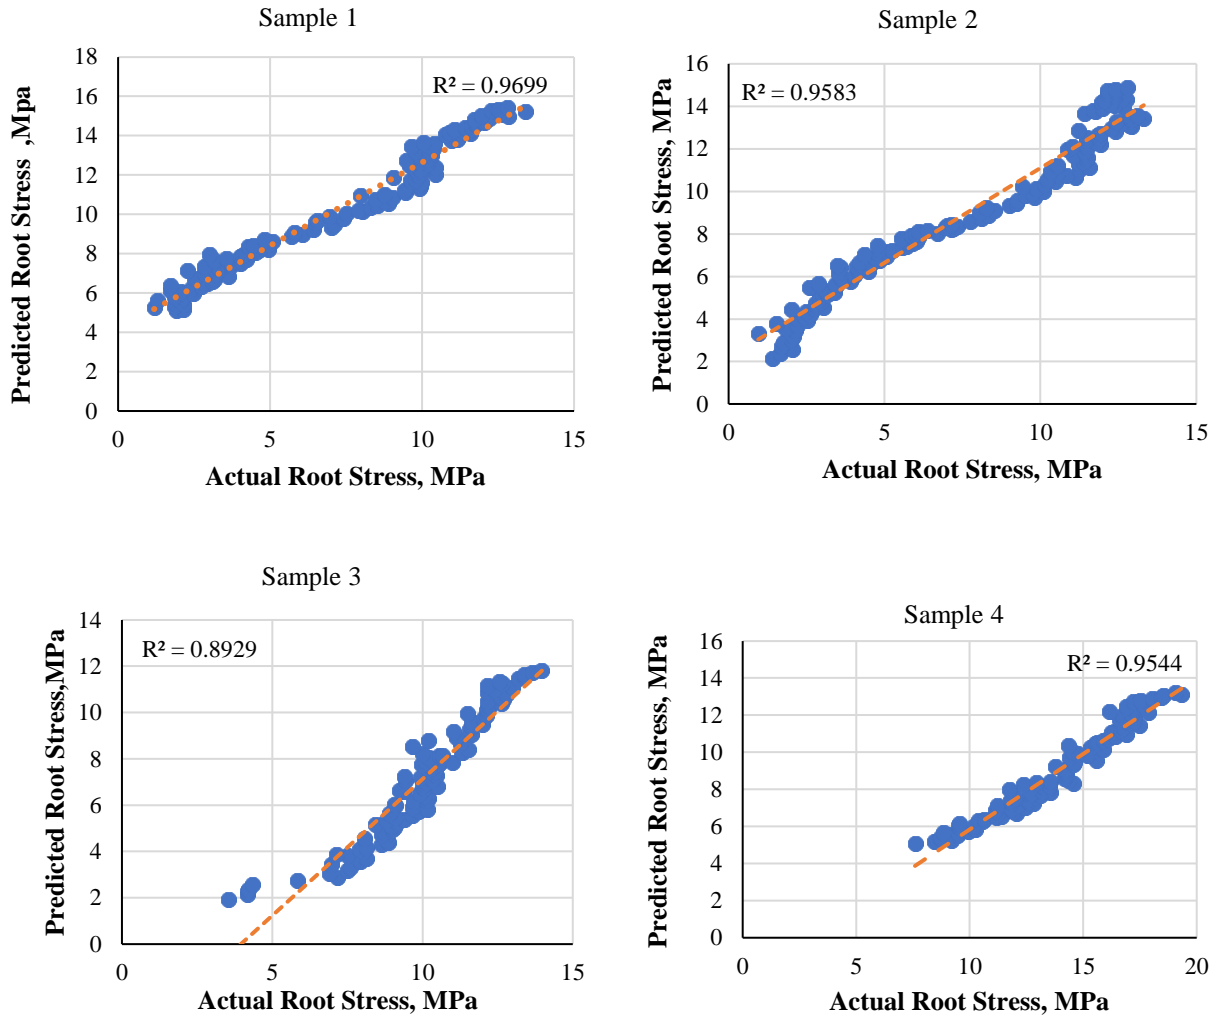 Sample 1
Predicted Root Stress ,Mpa
18
16
14
12
10
8
6
4
2
0
R² = 0.9699
0 5 10 15
Actual Root Stress, MPa
Sample 2
Predicted Root Stress, MPa
16
14
12
10
8
6
4
2
0
R² = 0.9583
0 5 10 15
Actual Root Stress, MPa
Sample 3
Predicted Root Stress,MPa
14
12
10
8
6
4
2
0
R² = 0.8929
0 5 10 15
Actual Root Stress, MPa
Sample 4
Predicted Root Stress, MPa
16
14
12
10
8
6
4
2
0
R² = 0.9544
0 5 10 15 20
Actual Root Stress, MPa